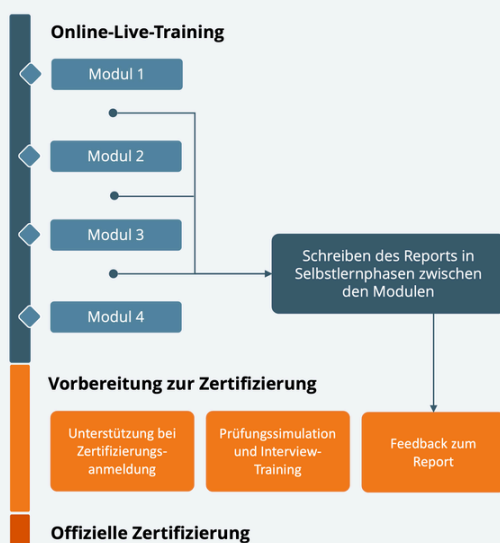 Online-Live-Training
Modul 1
Modul 2
Modul 3
Schreiben des Reports in
Selbstlernphasen zwischen
den Modulen
Modul 4
Vorbereitung zur Zertifizierung
Unterstützung bei
Zertifizierungs-
anmeldung
Prüfungssimulation
und Interview-
Training
Feedback zum
Report
Offizielle Zertifizierung